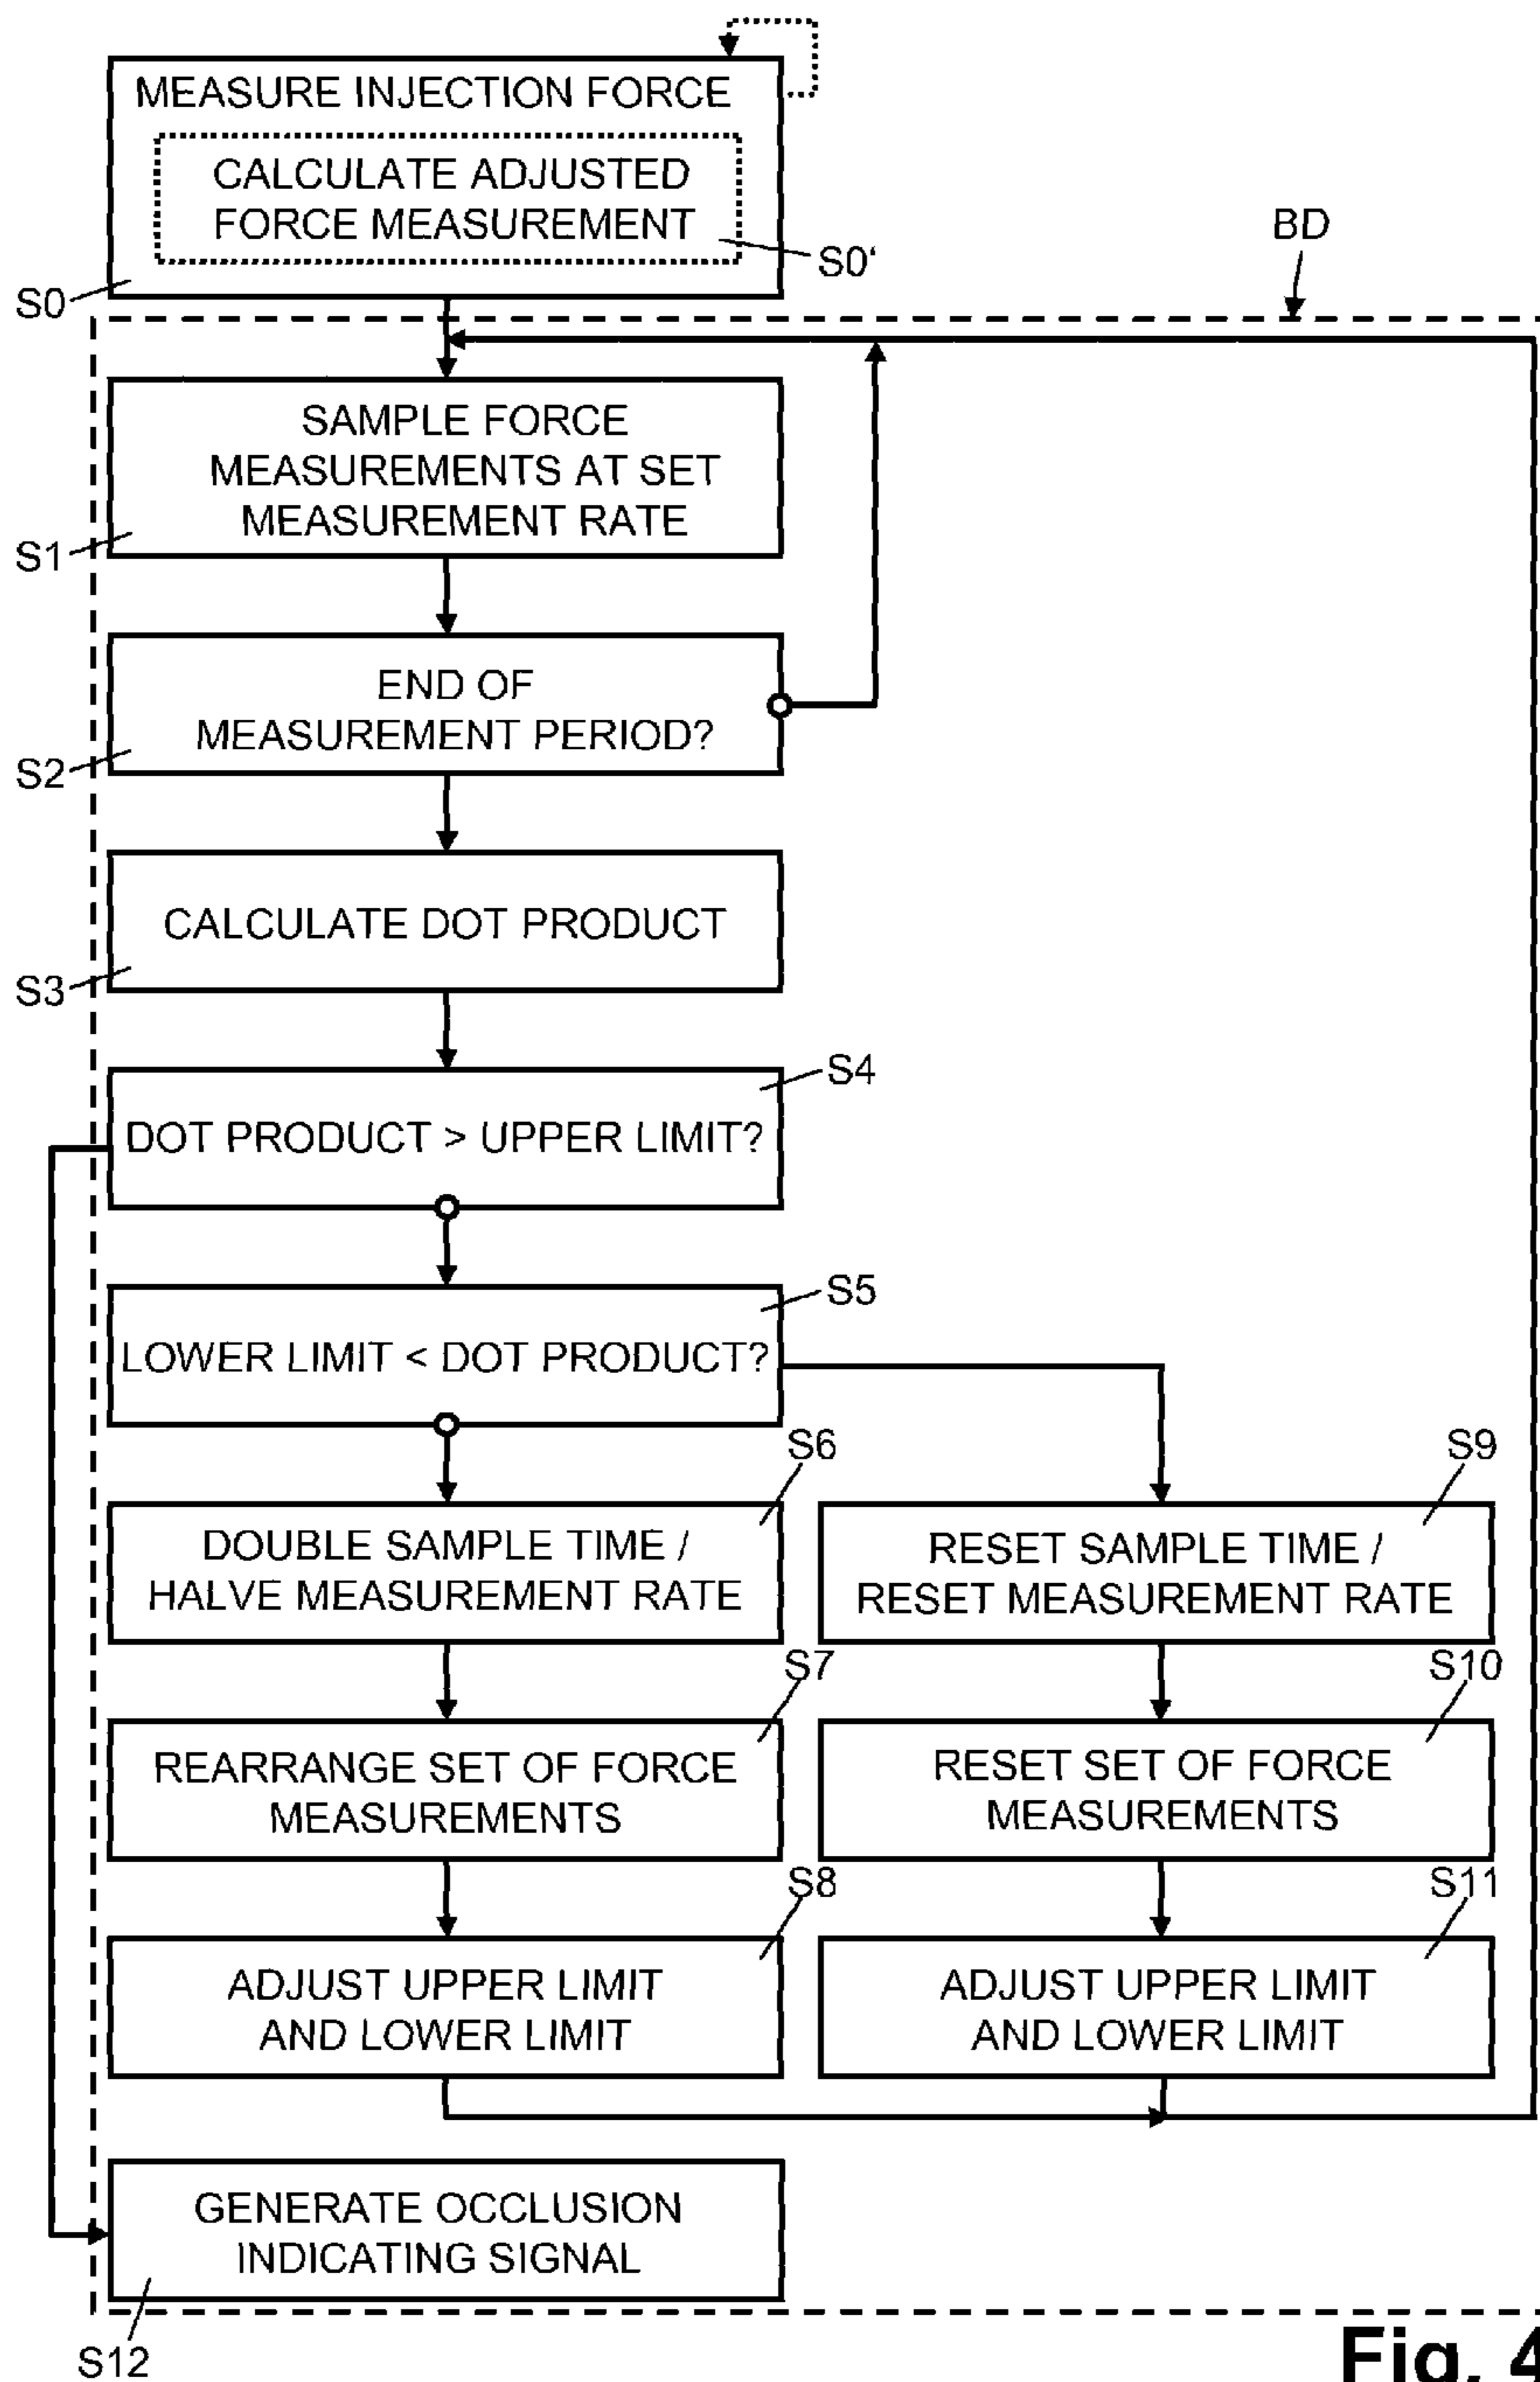 MEASURE INJECTION FORCE
CALCULATE ADJUSTED
FORCE MEASUREMENT
S0'
S0
BD
SAMPLE FORCE
MEASUREMENTS AT SET
MEASUREMENT RATE
S1
END OF
MEASUREMENT PERIOD?
S2
CALCULATE DOT PRODUCT
S3
S4
DOT PRODUCT > UPPER LIMIT?
S5
LOWER LIMIT < DOT PRODUCT?
S6
DOUBLE SAMPLE TIME /
HALVE MEASUREMENT RATE
S9
RESET SAMPLE TIME /
RESET MEASUREMENT RATE
S7
REARRANGE SET OF FORCE
MEASUREMENTS
S10
RESET SET OF FORCE
MEASUREMENTS
S8
ADJUST UPPER LIMIT
AND LOWER LIMIT
S11
ADJUST UPPER LIMIT
AND LOWER LIMIT
GENERATE OCCLUSION
INDICATING SIGNAL
S12
Fig. 4